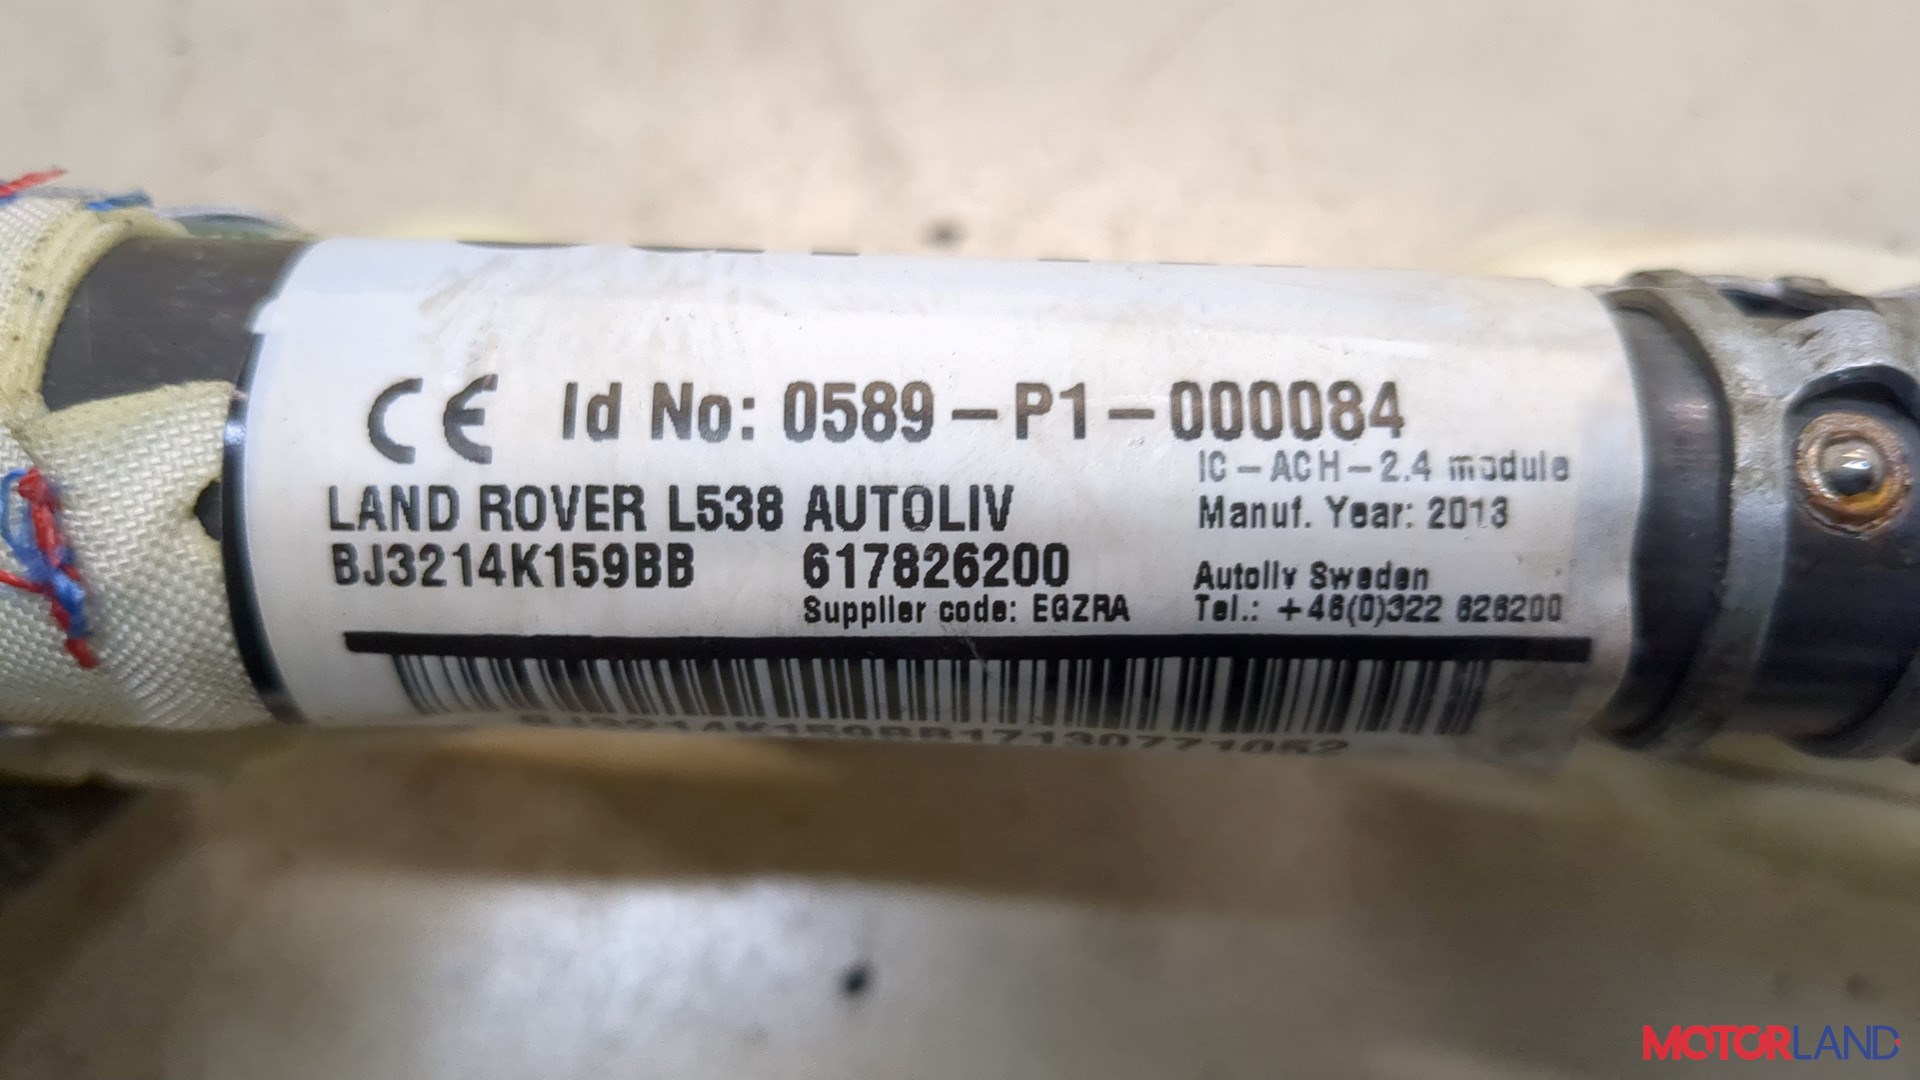 CE Id No: 0589-P1-000084
IC-ACH-2.4 module
LAND ROVER L538 AUTOLIV
Manuf. Year: 2013
BJ3214K159BB 617826200
Autoliv Sweden
Supplier code: EGZRA
Tel.: +46(0)322 626200
BJ3214K159BB17130771052
MOTORLAND